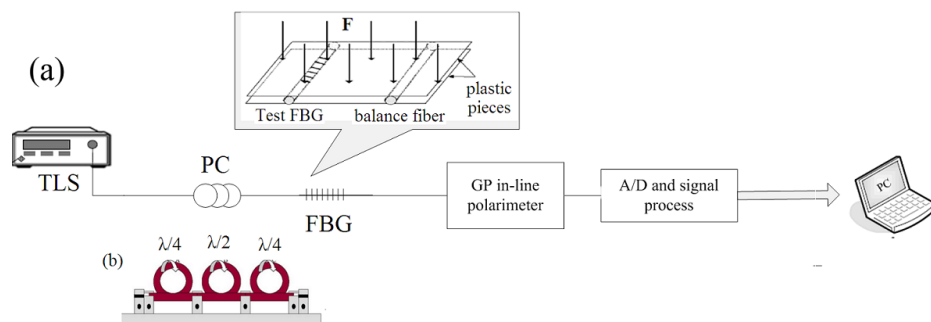 (a)
F
Test FBG
balance fiber
plastic
pieces
TLS
PC
FBG
GP in-line
polarimeter
A/D and signal
process
PC
(b)
λ/4 λ/2 λ/4